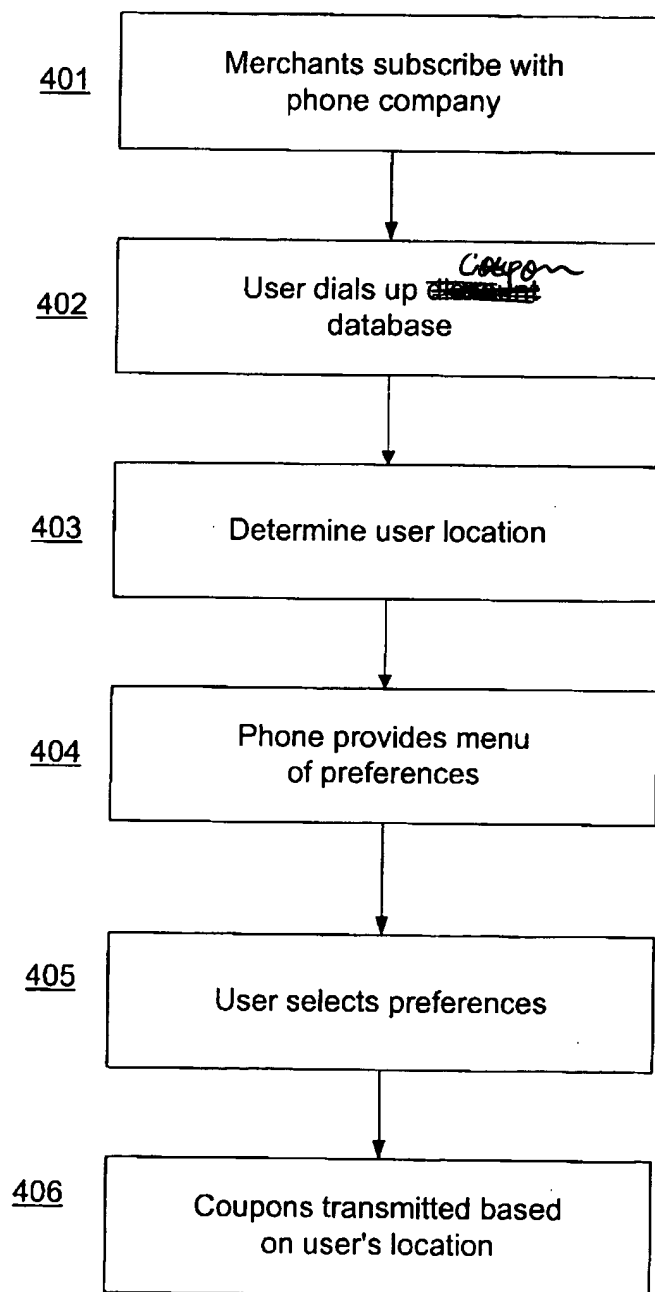 401
Merchants subscribe with
phone company
402
Coupon
User dials up
database
403
Determine user location
404
Phone provides menu
of preferences
405
User selects preferences
406
Coupons transmitted based
on user's location